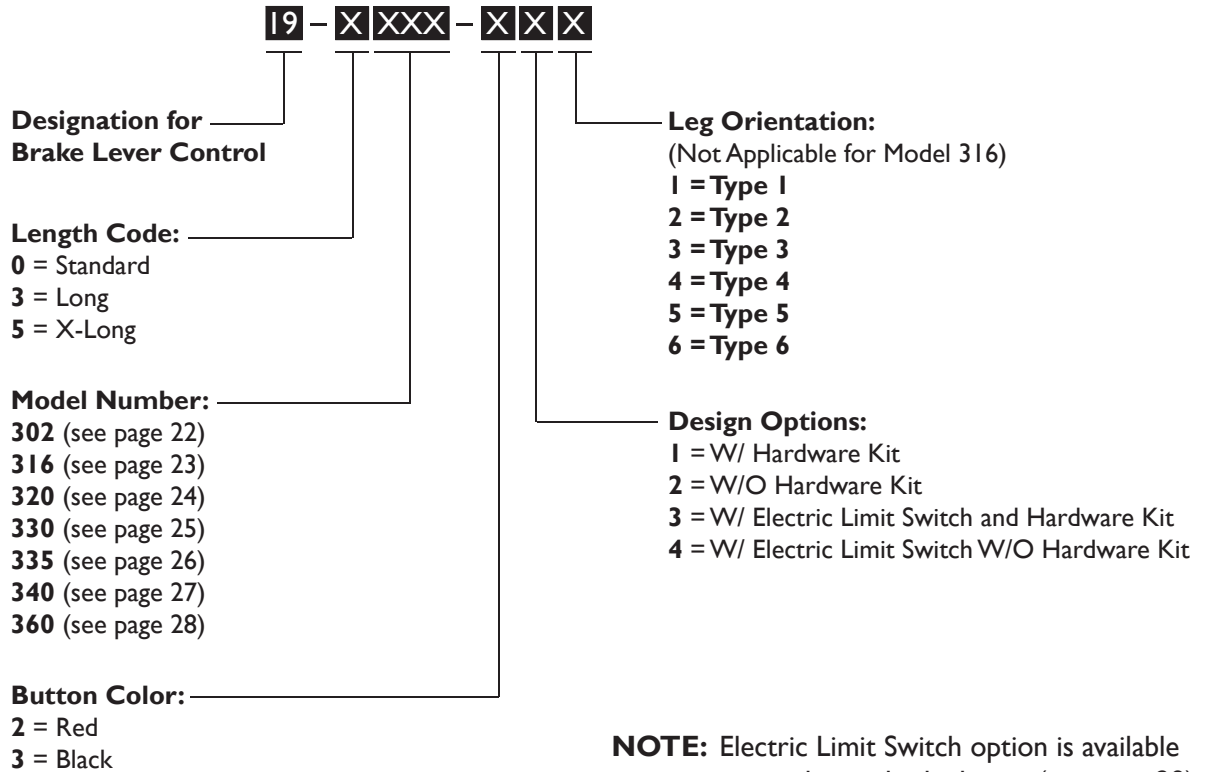 19 – X XXX – X X X
Designation for
Brake Lever Control
Length Code:
0 = Standard
3 = Long
5 = X-Long
Model Number:
302 (see page 22)
316 (see page 23)
320 (see page 24)
330 (see page 25)
335 (see page 26)
340 (see page 27)
360 (see page 28)
Button Color:
2 = Red
3 = Black
Leg Orientation:
(Not Applicable for Model 316)
1 = Type 1
2 = Type 2
3 = Type 3
4 = Type 4
5 = Type 5
6 = Type 6
Design Options:
1 = W/ Hardware Kit
2 = W/O Hardware Kit
3 = W/ Electric Limit Switch and Hardware Kit
4 = W/ Electric Limit Switch W/O Hardware Kit
NOTE: Electric Limit Switch option is available